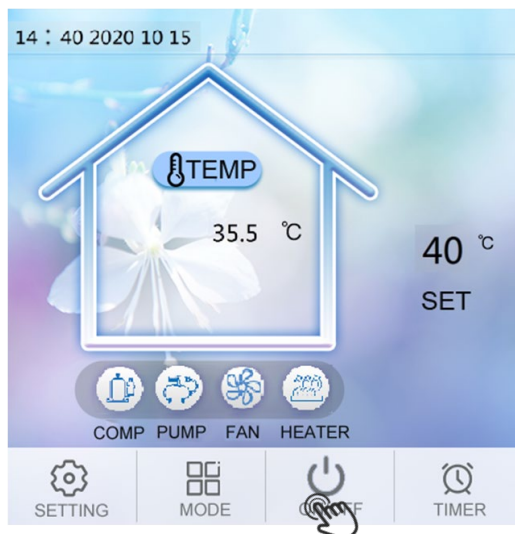 14：40 2020 10 15
TEMP
35.5 ℃
40 ℃
SET
COMP PUMP FAN HEATER
SETTING MODE TIMER